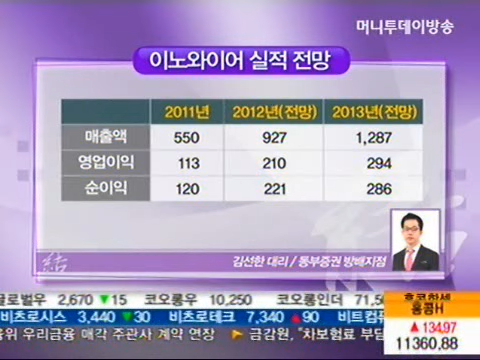 머니투데이방송
이노와이어 실적 전망
2011년 2012년(전망) 2013년(전망)
매출액 550 927 1,287
영업이익 113 210 294
순이익 120 221 286
김선한 대리 / 동부증권 방배지점
글로벌우 2,670 ▼15 코오롱우 10,250 코오롱인더 71,50
비츠로시스 3,440 ▼30 비츠로테크 7,340 ▲90 비트컴퓨
우리금융 매각 주관사 계약 연장 ▶ 금감원, "차보험료 부담
홍콩H
▲134.97
11360.88